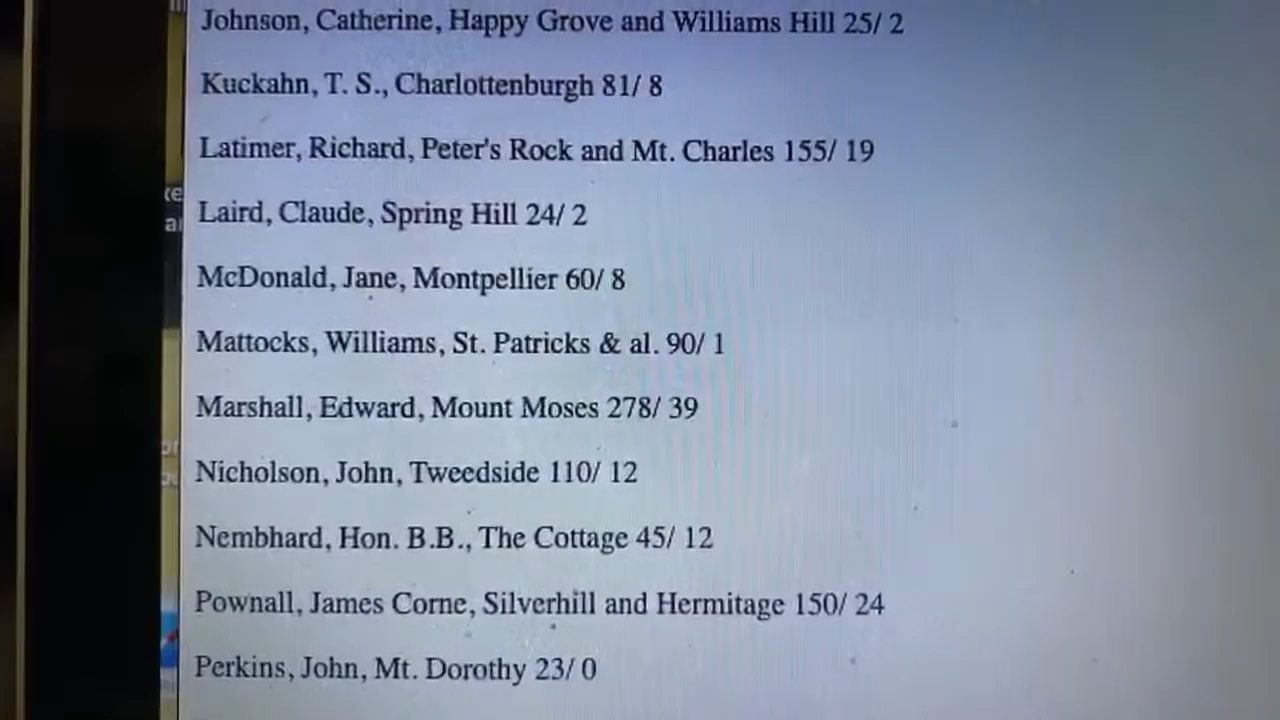 Johnson, Catherine, Happy Grove and Williams Hill 25/ 2
Kuckahn, T. S., Charlottenburgh 81/ 8
Latimer, Richard, Peter's Rock and Mt. Charles 155/ 19
Laird, Claude, Spring Hill 24/ 2
McDonald, Jane, Montpellier 60/ 8
Mattocks, Williams, St. Patricks & al. 90/ 1
Marshall, Edward, Mount Moses 278/ 39
Nicholson, John, Tweedside 110/ 12
Nembhard, Hon. B.B., The Cottage 45/ 12
Pownall, James Corne, Silverhill and Hermitage 150/ 24
Perkins, John, Mt. Dorothy 23/ 0